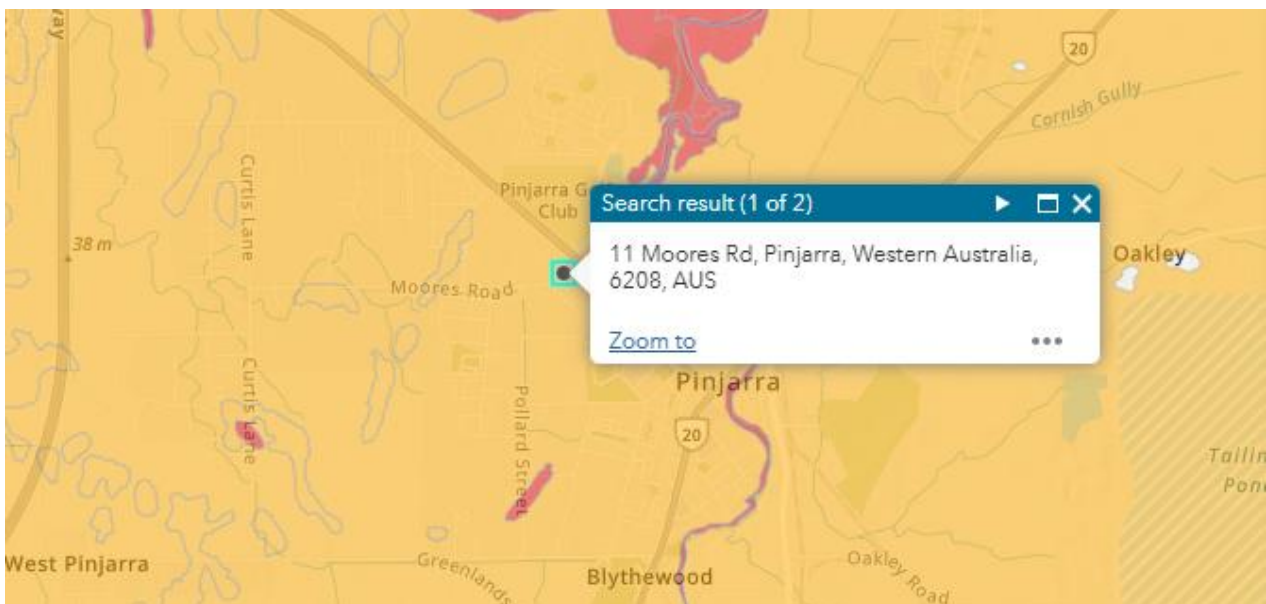 way
20
Cornish Gully
Curtis Lane
Pinjarra G
Club
Search result (1 of 2)
38 m
11 Moores Rd, Pinjarra, Western Australia,
6208, AUS
Oakley
Moores Road
Zoom to
Curtis Lane
Pollard Street
Pinjarra
20
Tailin
Pon
West Pinjarra
Greenlands
Blythewood
Oakley Road